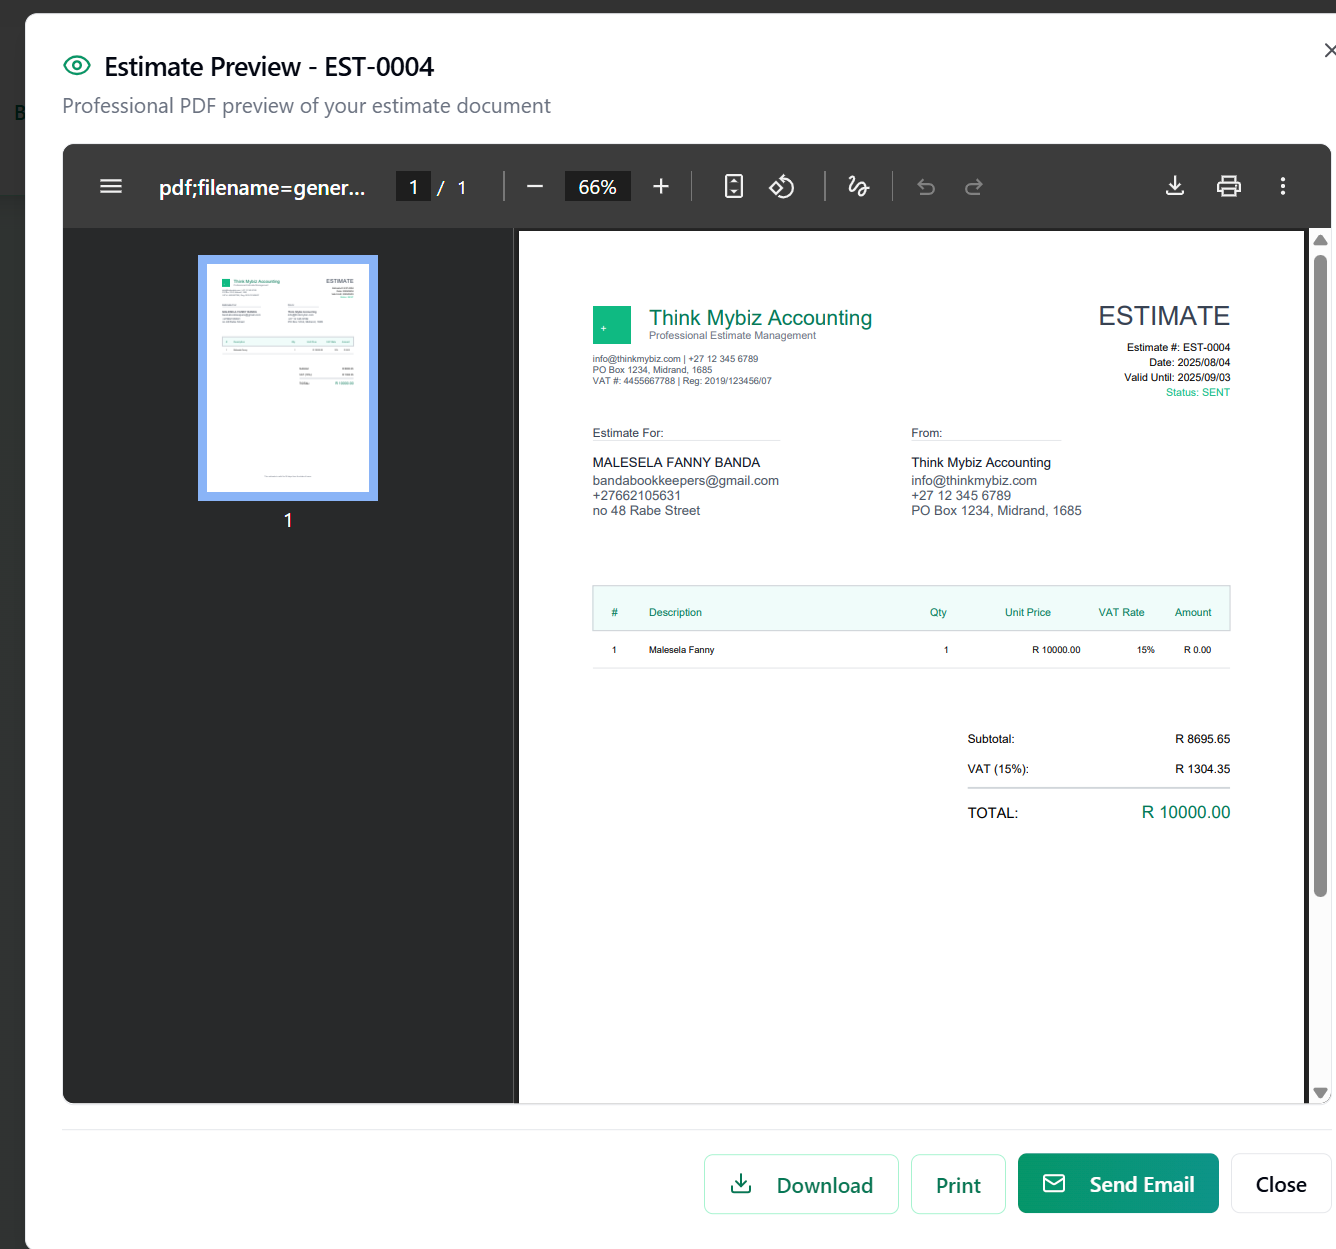 Estimate Preview - EST-0004
Professional PDF preview of your estimate document
pdf;filename=gener...
1 / 1
66%
Think Mybiz Accounting
Professional Estimate Management
info@thinkmybiz.com | +27 12 345 6789
PO Box 1234, Midrand, 1685
VAT #: 4455667788 | Reg: 2019/123456/07
ESTIMATE
Estimate #: EST-0004
Date: 2025/08/04
Valid Until: 2025/09/03
Status: SENT
Estimate For:
MALESELA FANNY BANDA
bandabookkeepers@gmail.com
+27662105631
no 48 Rabe Street
From:
Think Mybiz Accounting
info@thinkmybiz.com
+27 12 345 6789
PO Box 1234, Midrand, 1685
# Description Qty Unit Price VAT Rate Amount
1 Malesela Fanny 1 R 10000.00 15% R 0.00
Subtotal: R 8695.65
VAT (15%): R 1304.35
TOTAL: R 10000.00
1
Download
Print
Send Email
Close